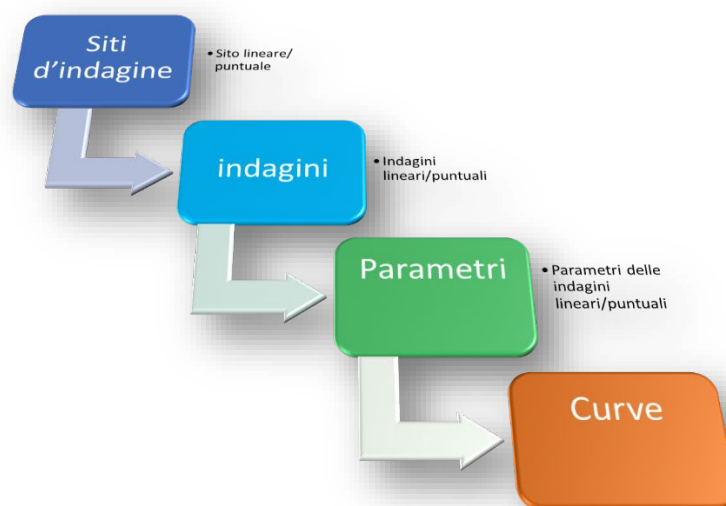 Siti
d'indagine
• Sito lineare/
puntuale
indagini
• Indagini
lineari/puntuali
Parametri
• Parametri delle
indagini
lineari/puntuali
Curve